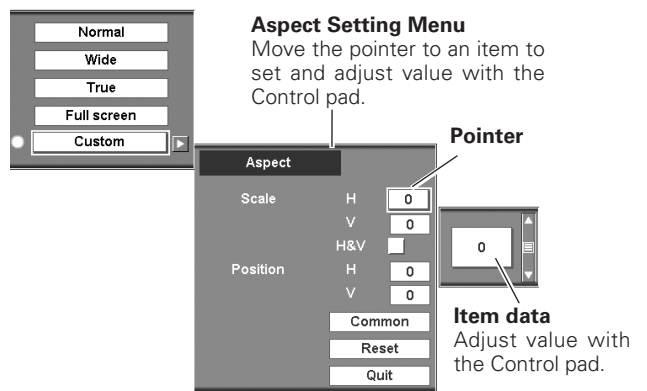 Normal
Wide
True
Full screen
Custom
Aspect Setting Menu
Move the pointer to an item to
set and adjust value with the
Control pad.
Pointer
Aspect
Scale H 0
V 0
H&V
Position H 0
V 0
Common
Reset
Quit
0
Item data
Adjust value with
the Control pad.